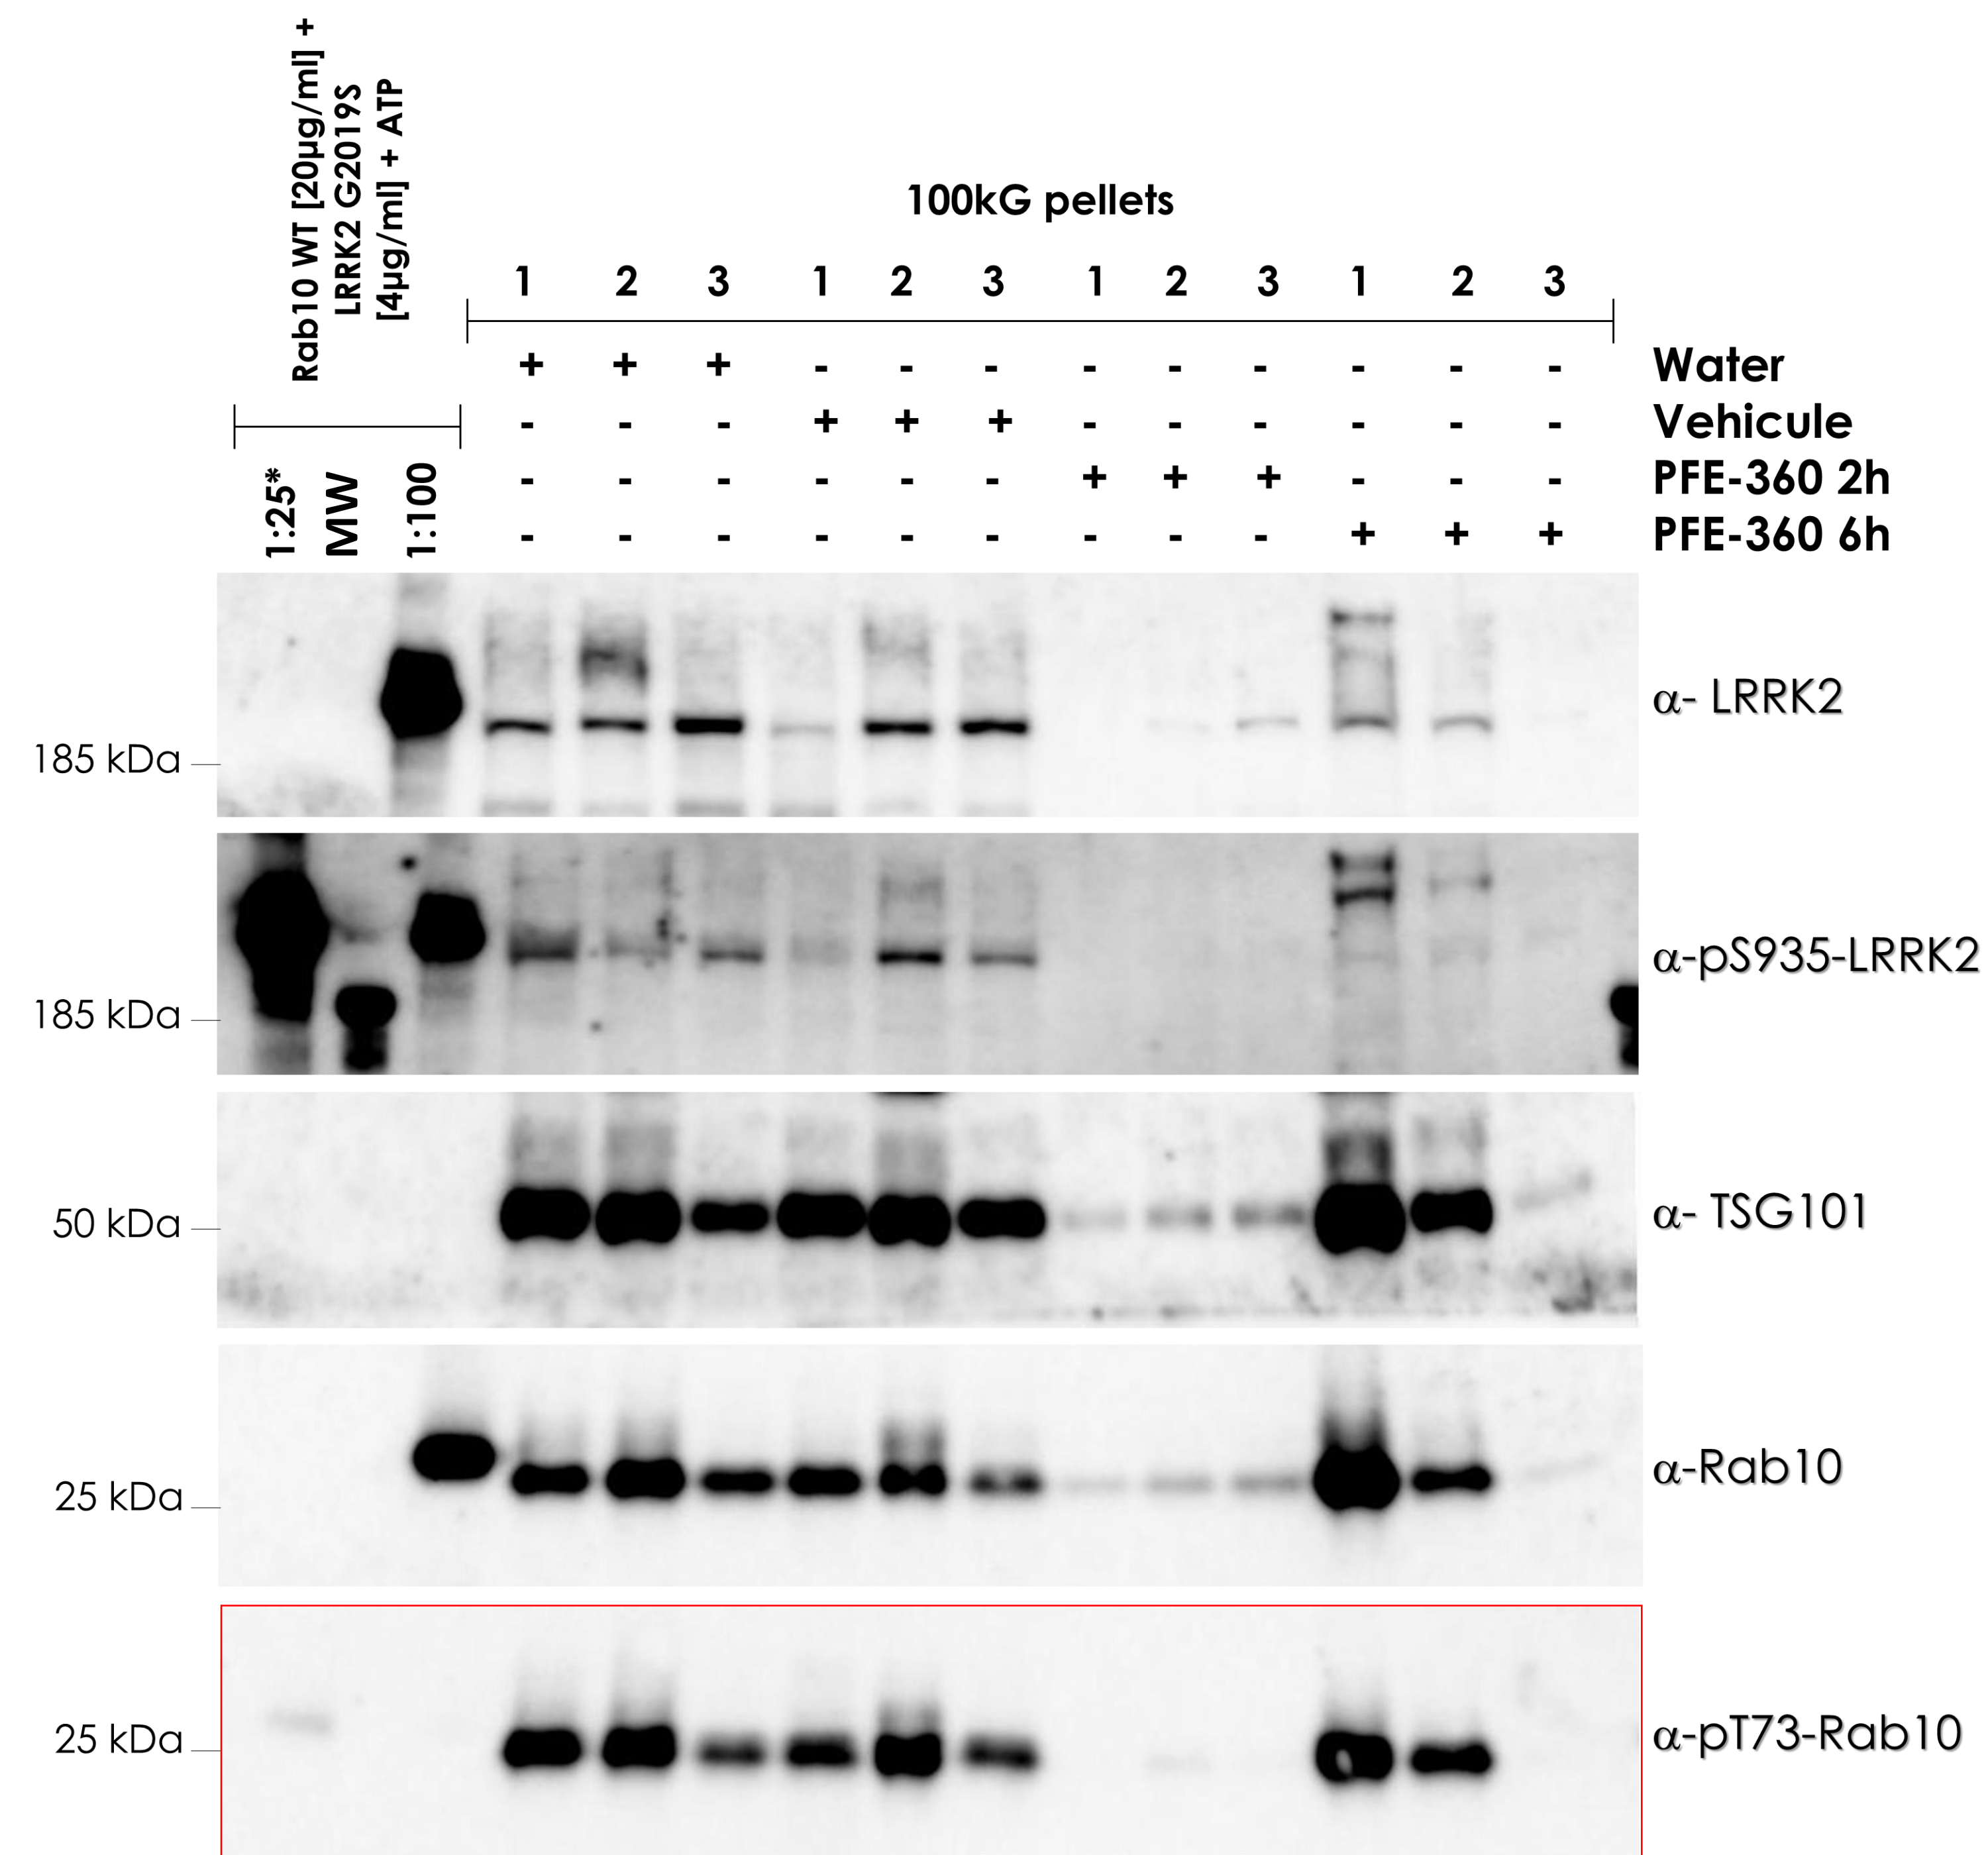 Rab10 WT [20µg/ml] +
LRRK2 G2019S
[4µg/ml] + ATP
100kG pellets
1 2 3 1 2 3 1 2 3 1 2 3
+ + + - - - - - - - - - Water
- - - + + + - - - - - - Vehicule
- - - - - - + + + - - - PFE-360 2h
- - - - - - - - - + + + PFE-360 6h
1:25* MW 1:100
α- LRRK2
185 kDa
α-pS935-LRRK2
185 kDa
α- TSG101
50 kDa
α-Rab10
25 kDa
α-pT73-Rab10
25 kDa